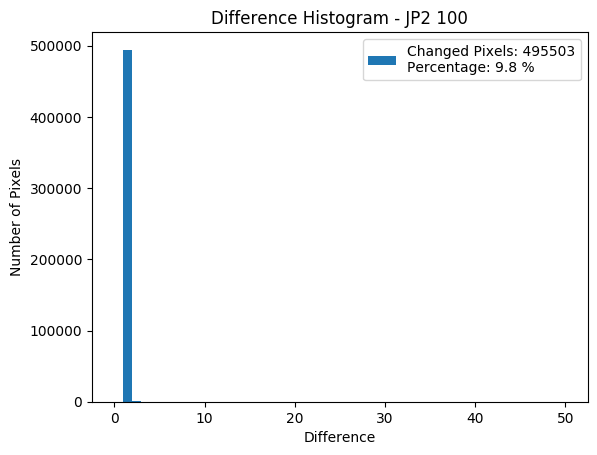 Difference Histogram - JP2 100
Changed Pixels: 495503
Percentage: 9.8 %
500000
400000
300000
200000
100000
0
Number of Pixels
0 10 20 30 40 50
Difference